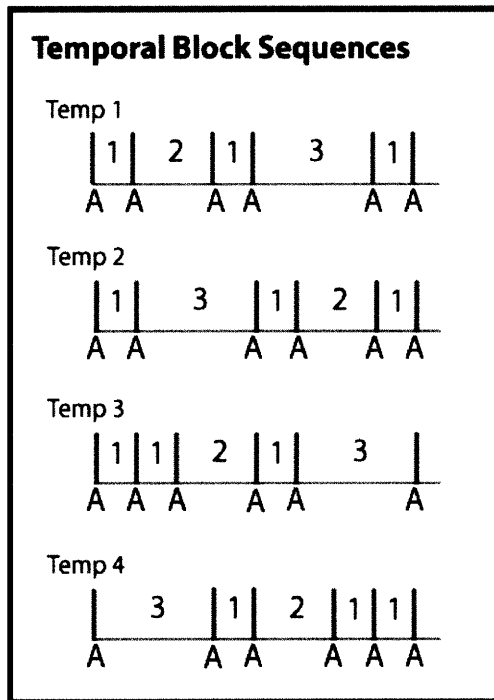 Temporal Block Sequences
Temp 1
1 2 1 3 1
A A A A A A
Temp 2
1 3 1 2 1
A A A A A A
Temp 3
1 1 2 1 3
A A A A A A
Temp 4
3 1 2 1 1
A A A A A A